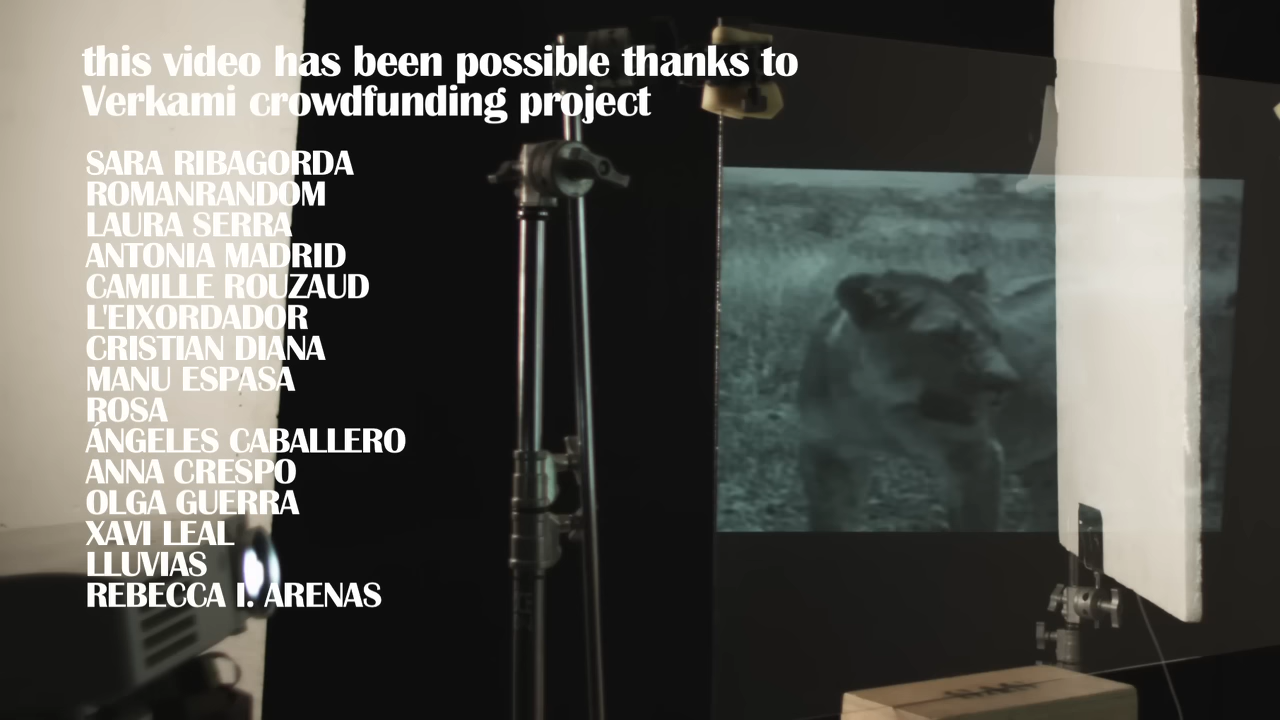 this video has been possible thanks to
Verkami crowdfunding project
SARA RIBAGORDA
ROMANRANDOM
LAURA SERRA
ANTONIA MADRID
CAMILLE ROUZAUD
L'EIXORDADOR
CRISTIAN DIANA
MANU ESPASA
ROSA
ÁNGELES CABALLERO
ANNA CRESPO
OLGA GUERRA
XAVI LEAL
LLUVIAS
REBECCA I. ARENAS